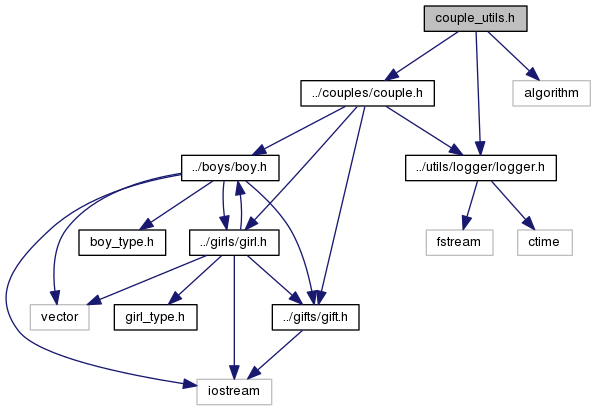 couple_utils.h
../couples/couple.h
algorithm
../boys/boy.h
../utils/logger/logger.h
boy_type.h
../girls/girl.h
fstream
ctime
vector
girl_type.h
../gifts/gift.h
iostream